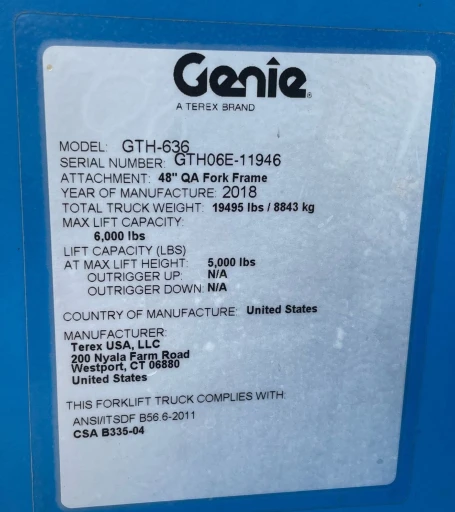 Genie
A TEREX BRAND
MODEL: GTH-636
SERIAL NUMBER: GTH06E-11946
ATTACHMENT: 48" QA Fork Frame
YEAR OF MANUFACTURE: 2018
TOTAL TRUCK WEIGHT: 19495 lbs / 8843 kg
MAX LIFT CAPACITY:
6,000 lbs
LIFT CAPACITY (LBS)
AT MAX LIFT HEIGHT: 5,000 lbs
OUTRIGGER UP: N/A
OUTRIGGER DOWN: N/A
COUNTRY OF MANUFACTURE: United States
MANUFACTURER:
Terex USA, LLC
200 Nyala Farm Road
Westport, CT 06880
United States
THIS FORKLIFT TRUCK COMPLIES WITH:
ANSI/ITSDF B56.6-2011
CSA B335-04